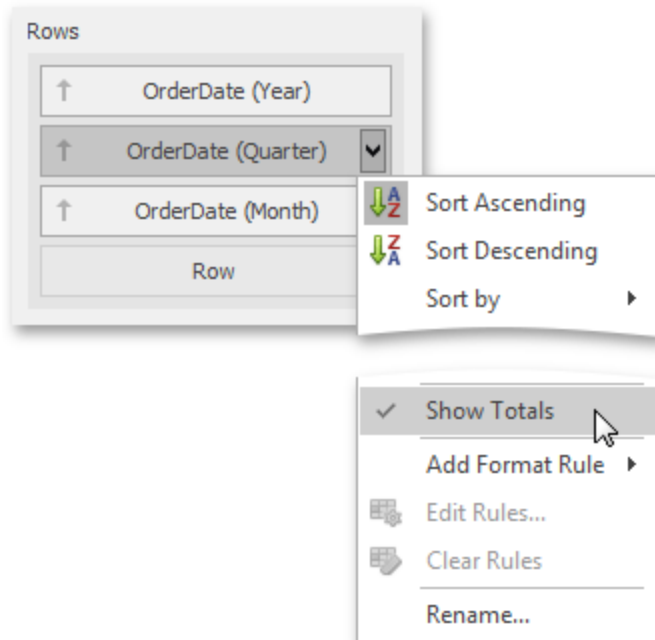 Rows
OrderDate (Year)
OrderDate (Quarter)
OrderDate (Month)
Row
Sort Ascending
Sort Descending
Sort by
Show Totals
Add Format Rule
Edit Rules...
Clear Rules
Rename...